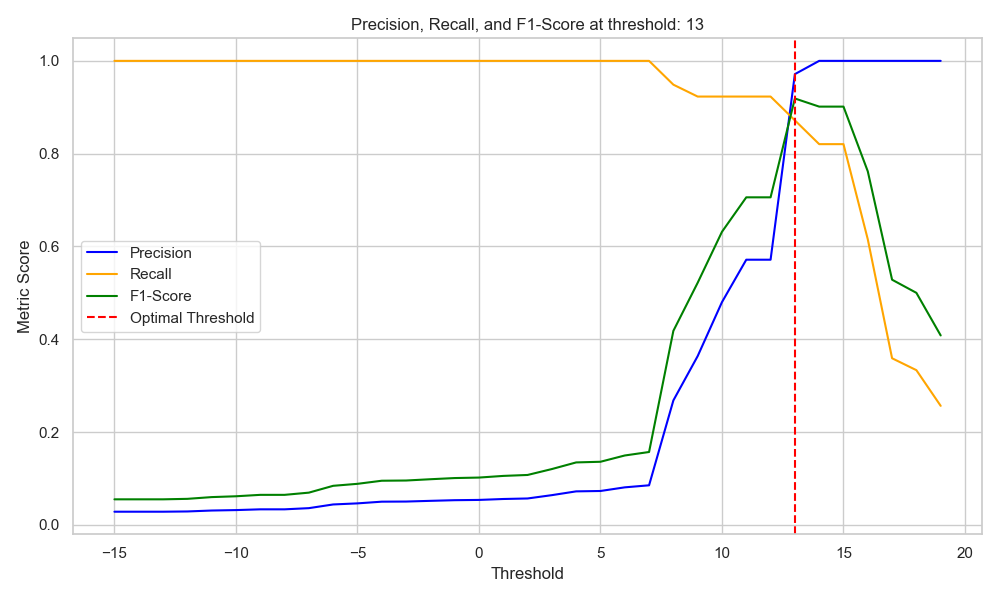 Precision, Recall, and F1-Score at threshold: 13
Metric Score
1.0
0.8
0.6
0.4
0.2
0.0
Precision
Recall
F1-Score
Optimal Threshold
−15 −10 −5 0 5 10 15 20
Threshold